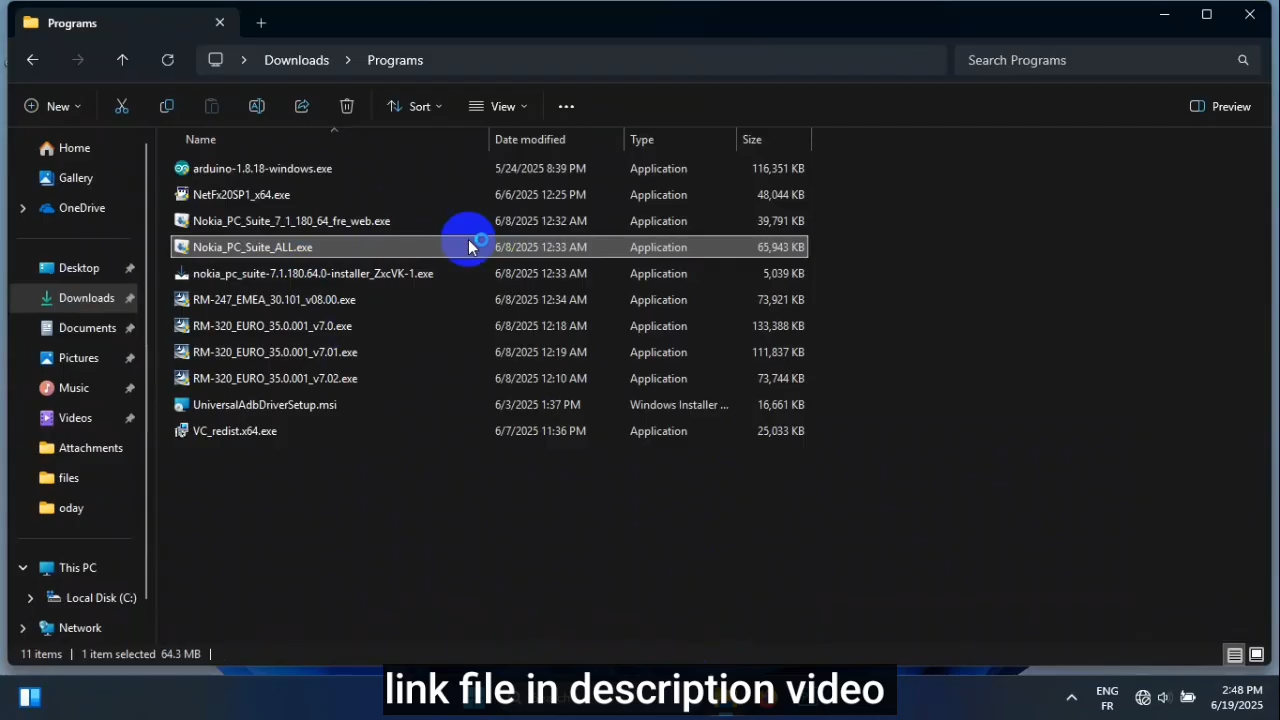 Programs
Downloads
Programs
Search Programs
New
Sort
View
Preview
Name
Date modified
Type
Size
arduino-1.8.18-windows.exe 5/24/2025 8:39 PM Application 116,351 KB
NetFx20SP1_x64.exe 6/6/2025 12:25 PM Application 48,044 KB
Nokia_PC_Suite_7_1_180_64_fre_web.exe 6/8/2025 12:32 AM Application 39,791 KB
Nokia_PC_Suite_ALL.exe 6/8/2025 12:33 AM Application 65,943 KB
nokia_pc_suite-7.1.180.64.0-installer_ZxcVK-1.exe 6/8/2025 12:33 AM Application 5,039 KB
RM-247_EMEA_30.101_v08.00.exe 6/8/2025 12:34 AM Application 73,921 KB
RM-320_EURO_35.0.001_v7.0.exe 6/8/2025 12:18 AM Application 133,388 KB
RM-320_EURO_35.0.001_v7.01.exe 6/8/2025 12:19 AM Application 111,837 KB
RM-320_EURO_35.0.001_v7.02.exe 6/8/2025 12:10 AM Application 73,744 KB
UniversalAdbDriverSetup.msi 6/3/2025 1:37 PM Windows Installer ... 16,661 KB
VC_redist.x64.exe 6/7/2025 11:36 PM Application 25,033 KB
Home
Gallery
OneDrive
Desktop
Downloads
Documents
Pictures
Music
Videos
Attachments
files
oday
This PC
Local Disk (C:)
Network
11 items
1 item selected 64.3 MB
link file in description video
ENG
FR
2:48 PM
6/19/2025